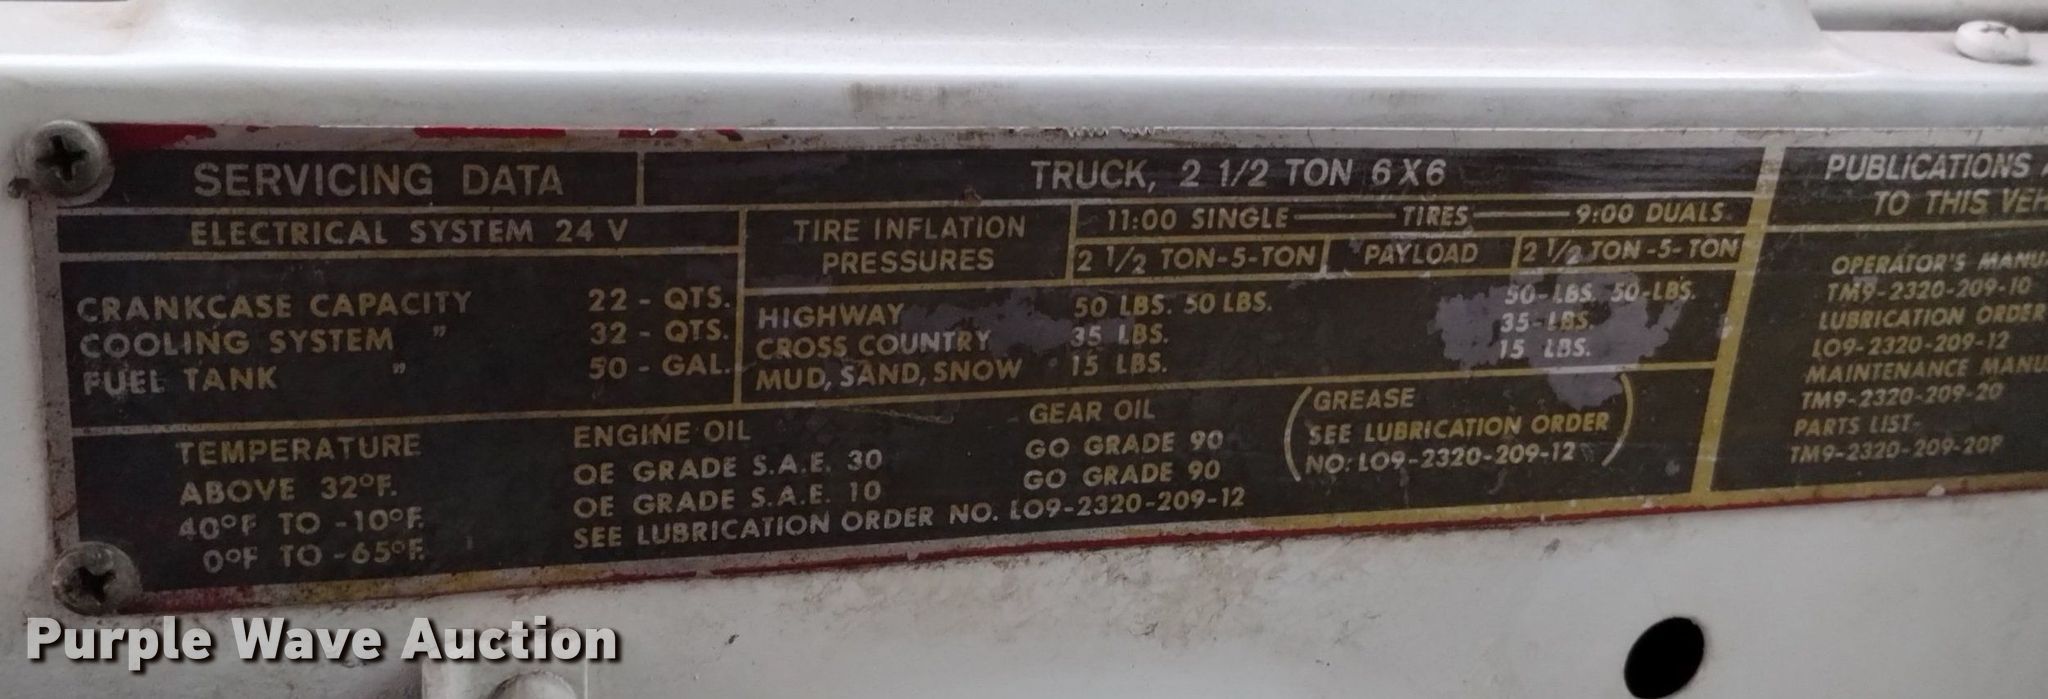 SERVICING DATA
ELECTRICAL SYSTEM 24 V
CRANKCASE CAPACITY 22 - QTS.
COOLING SYSTEM " 32 - QTS.
FUEL TANK " 50 - GAL.
TRUCK, 2 1/2 TON 6X6
TIRE INFLATION
PRESSURES
11:00 SINGLE — TIRES — 9:00 DUALS
2 1/2 TON-5-TON PAYLOAD 2 1/2 TON-5-TON
HIGHWAY 50 LBS. 50 LBS. 50-LBS. 50-LBS.
CROSS COUNTRY 35 LBS. 35-LBS.
MUD, SAND, SNOW 15 LBS. 15 LBS.
TEMPERATURE ENGINE OIL GEAR OIL
ABOVE 32°F. OE GRADE S.A.E. 30 GO GRADE 90
40°F TO -10°F. OE GRADE S.A.E. 10 GO GRADE 90
0°F TO -65°F. SEE LUBRICATION ORDER NO. LO9-2320-209-12
(GREASE
SEE LUBRICATION ORDER
NO: LO9-2320-209-12)
PUBLICATIONS
TO THIS
OPERATOR'S
TM9-2320-209-10
LUBRICATION ORDER
LO9-2320-209-12
MAINTENANCE
TM9-2320-209-20
PARTS LIST-
TM9-2320-209-20P
Purple Wave Auction